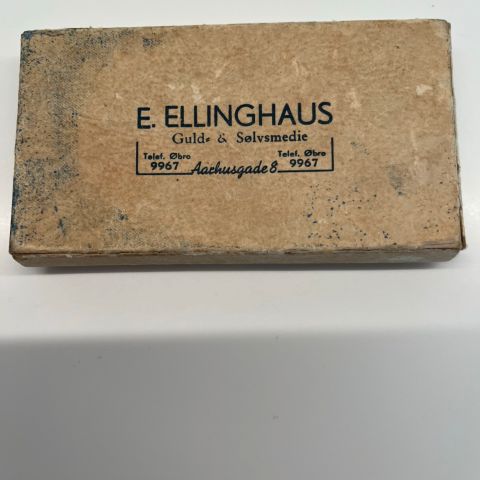 E. ELLINGHAUS
Guld- & Sølvsmedie
Telef. Øbro Telef. Øbro
9967 Aarhusgade 8 9967